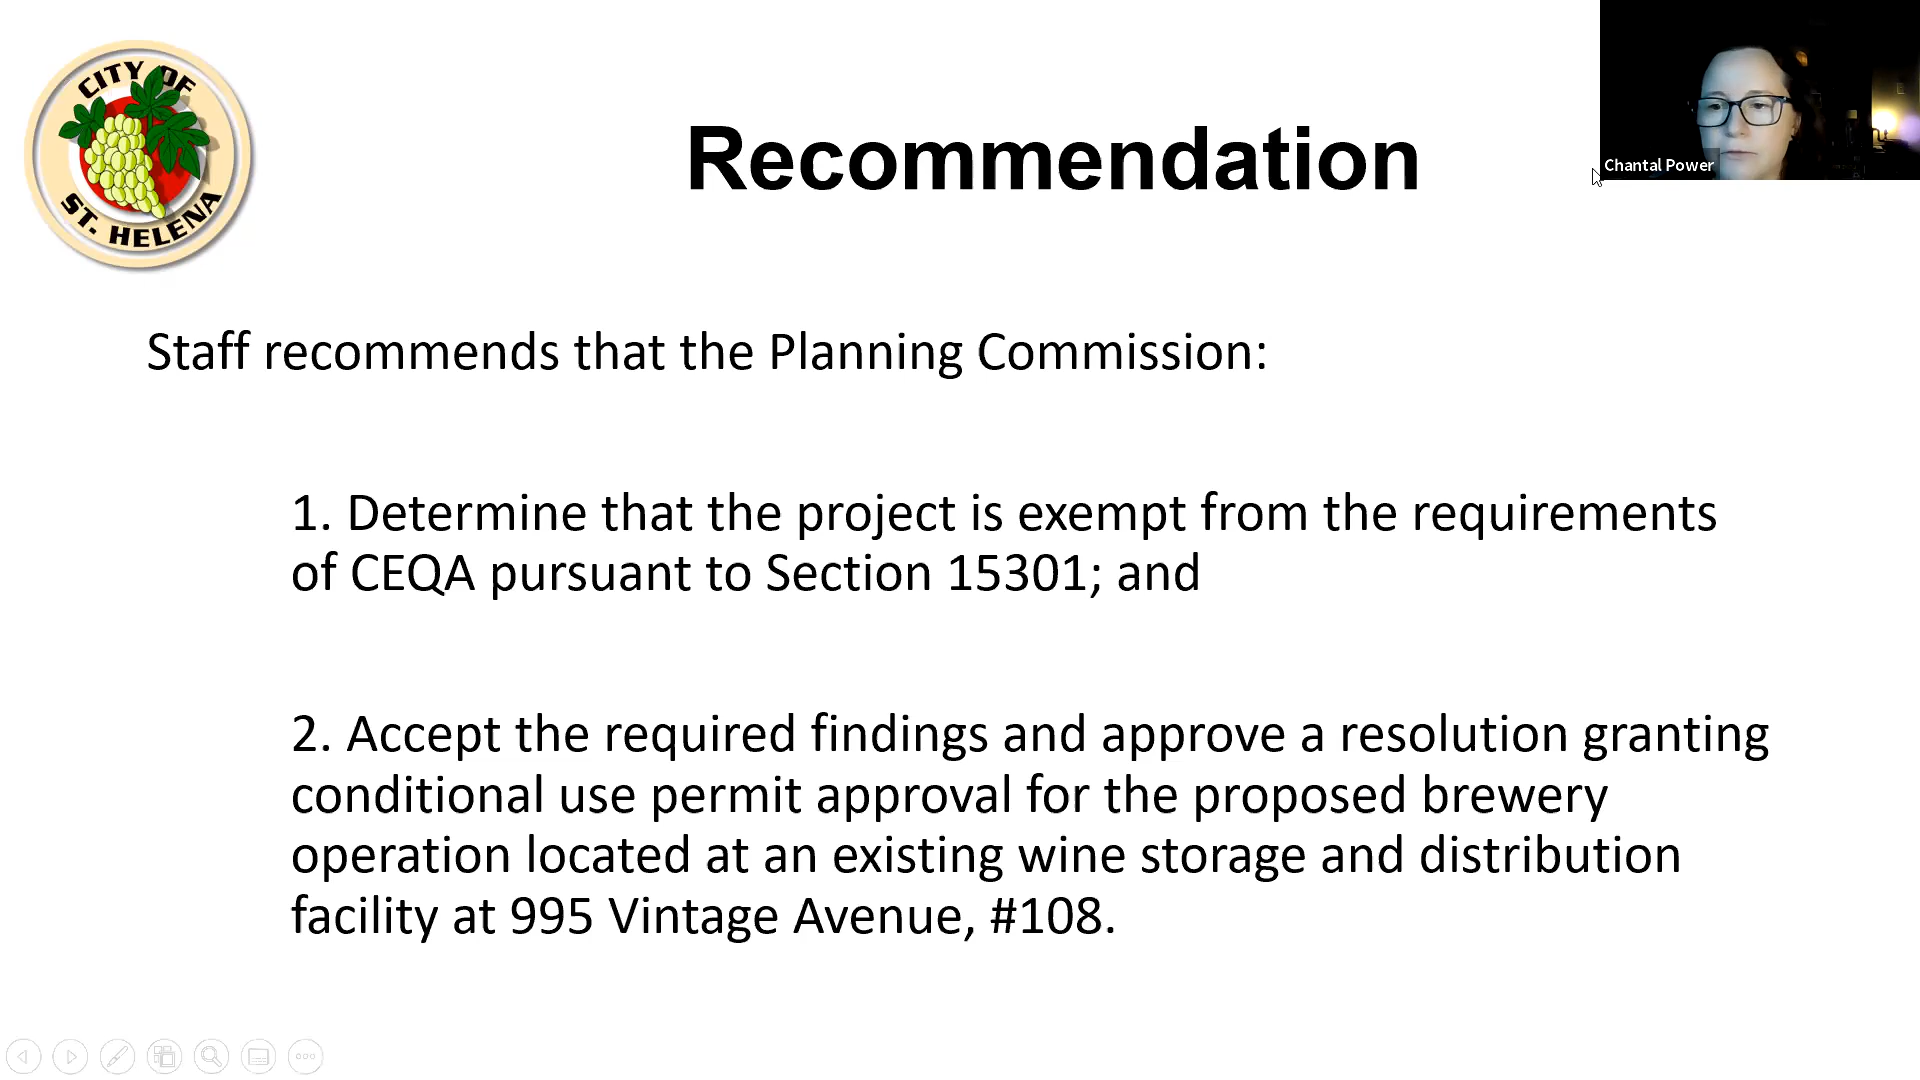 CITY OF
ST. HELENA
Recommendation
Chantal Power
Staff recommends that the Planning Commission:
1. Determine that the project is exempt from the requirements
of CEQA pursuant to Section 15301; and
2. Accept the required findings and approve a resolution granting
conditional use permit approval for the proposed brewery
operation located at an existing wine storage and distribution
facility at 995 Vintage Avenue, #108.